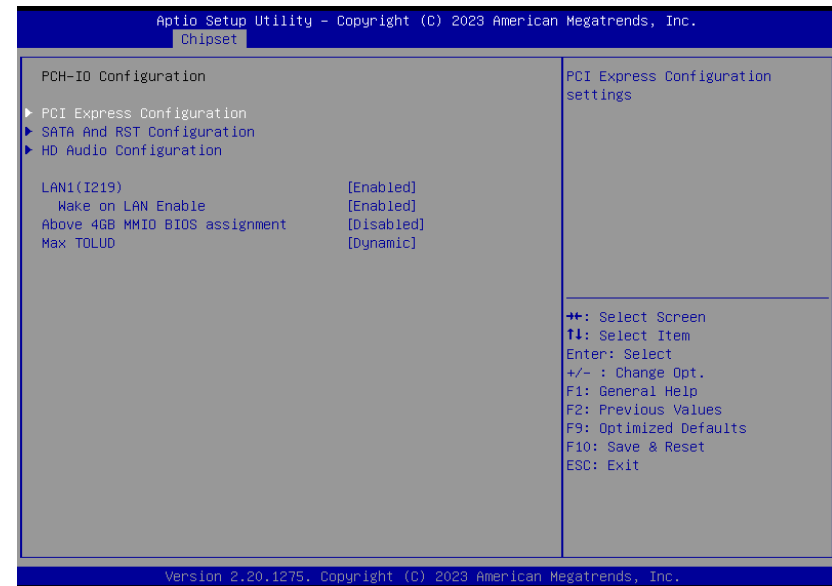 Aptio Setup Utility – Copyright (C) 2023 American Megatrends, Inc.
Chipset
PCH-IO Configuration
PCI Express Configuration
SATA And RST Configuration
HD Audio Configuration
LAN1(I219) [Enabled]
Wake on LAN Enable [Enabled]
Above 4GB MMIO BIOS assignment [Disabled]
Max TOLUD [Dynamic]
PCI Express Configuration
settings
→←: Select Screen
↑↓: Select Item
Enter: Select
+/- : Change Opt.
F1: General Help
F2: Previous Values
F9: Optimized Defaults
F10: Save & Reset
ESC: Exit
Version 2.20.1275. Copyright (C) 2023 American Megatrends, Inc.